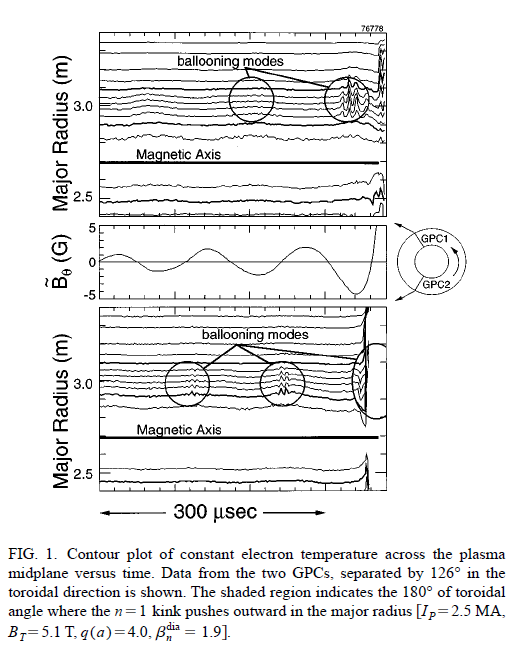 76778
ballooning modes
Major Radius (m)
3.0
Magnetic Axis
2.5
B̃θ (G)
5
0
-5
GPC1
GPC2
ballooning modes
Major Radius (m)
3.0
Magnetic Axis
2.5
300 μsec
FIG. 1. Contour plot of constant electron temperature across the plasma
midplane versus time. Data from the two GPCs, separated by 126° in the
toroidal direction is shown. The shaded region indicates the 180° of toroidal
angle where the n=1 kink pushes outward in the major radius [Ip=2.5 MA,
BT=5.1 T, q(a)=4.0, βn^dia = 1.9].